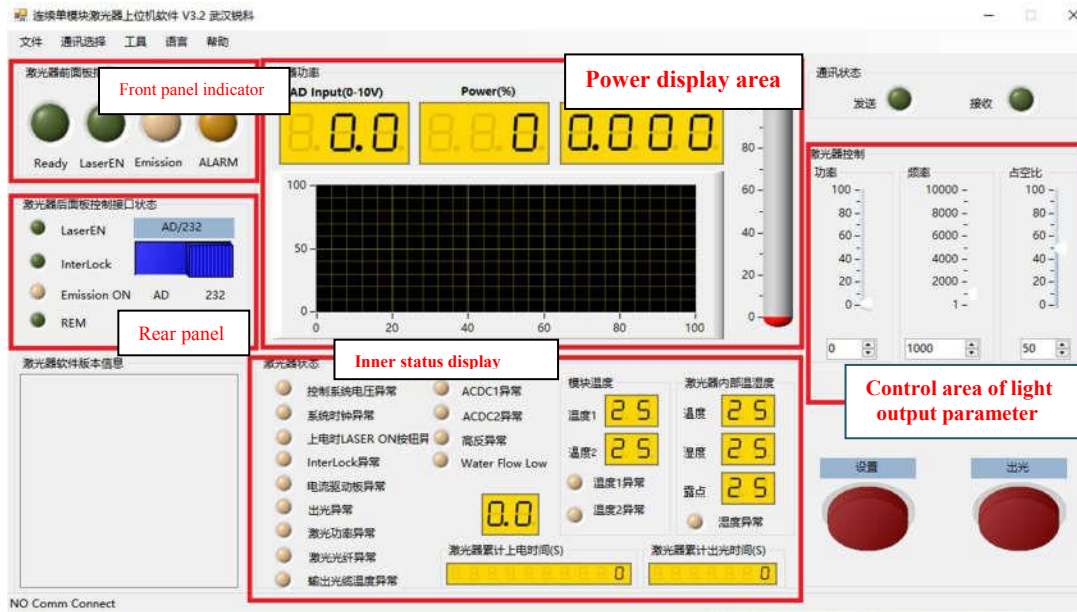 连续单模块激光器上位机软件 V3.2 武汉锐科
文件 通讯选择 工具 语言 帮助
激光器前面板指
Front panel indicator
Ready LaserEN Emission ALARM
器功率
Power display area
AD Input(0-10V) Power(%)
0.0 0 0.000
80
60
40
20
0
100
50
0
0 20 40 60 80 100
通讯状态
发送 接收
激光器后面板控制接口状态
LaserEN AD/232
InterLock
Emission ON AD 232
REM
Rear panel
激光器控制
功率 频率 占空比
100 10000 100
80 8000 80
60 6000 60
40 4000 40
20 2000 20
0 1 0
0 1000 50
Control area of light
output parameter
设置 出光
激光器软件版本信息
激光器状态
Inner status display
控制系统电压异常
系统时钟异常
上电时LASER ON按钮异
InterLock异常
电流驱动板异常
出光异常
激光功率异常
激光光纤异常
输出光缆温度异常
ACDC1异常
ACDC2异常
高反异常
Water Flow Low
0.0
模块温度
温度1 25
温度2 25
温度1异常
温度2异常
激光器内部温湿度
温度 25
湿度 25
露点 25
湿度异常
激光器累计上电时间(S)
0
激光器累计出光时间(S)
0
NO Comm Connect